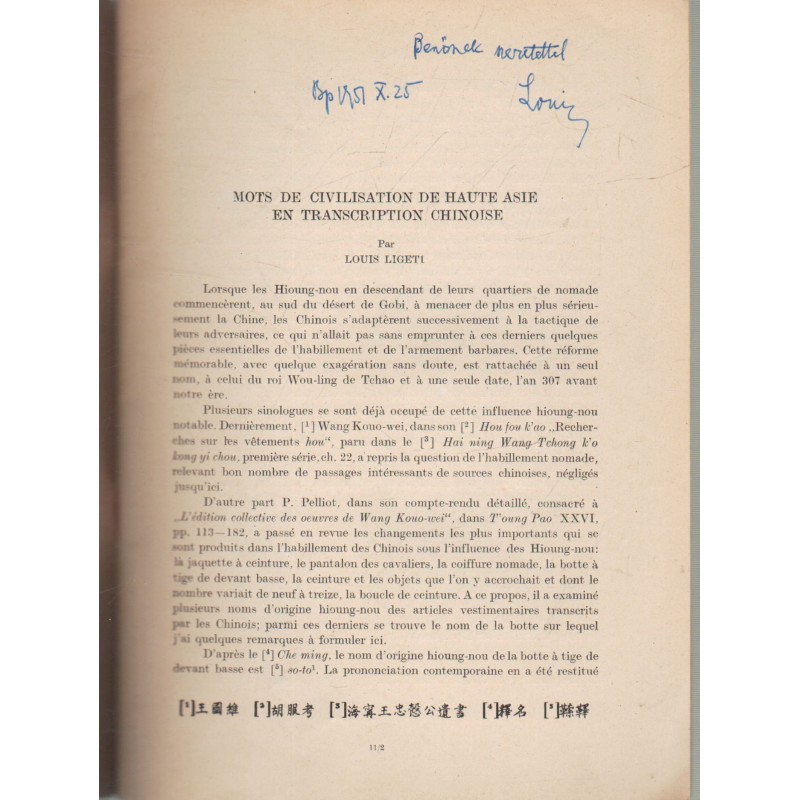 Benőnek szeretettel
Bp 1951 X. 25
MOTS DE CIVILISATION DE HAUTE ASIE
EN TRANSCRIPTION CHINOISE
Par
LOUIS LIGETI
Lorsque les Hioung-nou en descendant de leurs quartiers de nomade
commencèrent, au sud du désert de Gobi, à menacer de plus en plus sérieu-
sement la Chine, les Chinois s'adaptèrent successivement à la tactique de
leurs adversaires, ce qui n'allait pas sans emprunter à ces derniers quelques
pièces essentielles de l'habillement et de l'armement barbares. Cette réforme
mémorable, avec quelque exagération sans doute, est rattachée à un seul
nom, à celui du roi Wou-ling de Tchao et à une seule date, l'an 307 avant
notre ère.
Plusieurs sinologues se sont déjà occupé de cette influence hioung-nou
notable. Dernièrement, [1] Wang Kouo-wei, dans son [2] Hou fou k'ao „Recher-
ches sur les vêtements hou“, paru dans le [3] Hai ning Wang Tchong k'o
kong yi chou, première série, ch. 22, a repris la question de l'habillement nomade,
relevant bon nombre de passages intéressants de sources chinoises, négligés
jusqu'ici.
D'autre part P. Pelliot, dans son compte-rendu détaillé, consacré à
„L'édition collective des oeuvres de Wang Kouo-wei“, dans T'oung Pao XXVI,
pp. 113—182, a passé en revue les changements les plus importants qui se
sont produits dans l'habillement des Chinois sous l'influence des Hioung-nou:
la jaquette à ceinture, le pantalon des cavaliers, la coiffure nomade, la botte à
tige de devant basse, la ceinture et les objets que l'on y accrochait et dont le
nombre variait de neuf à treize, la boucle de ceinture. A ce propos, il a examiné
plusieurs noms d'origine hioung-nou des articles vestimentaires transcrits
par les Chinois; parmi ces derniers se trouve le nom de la botte sur lequel
j'ai quelques remarques à formuler ici.
D'après le [4] Che ming, le nom d'origine hioung-nou de la botte à tige de
devant basse est [5] so-to¹. La prononciation contemporaine en a été restitué
[1]王國維 [2]胡服考 [3]海寧王忠慤公遺書 [4]釋名 [5]鞣釋
11/2